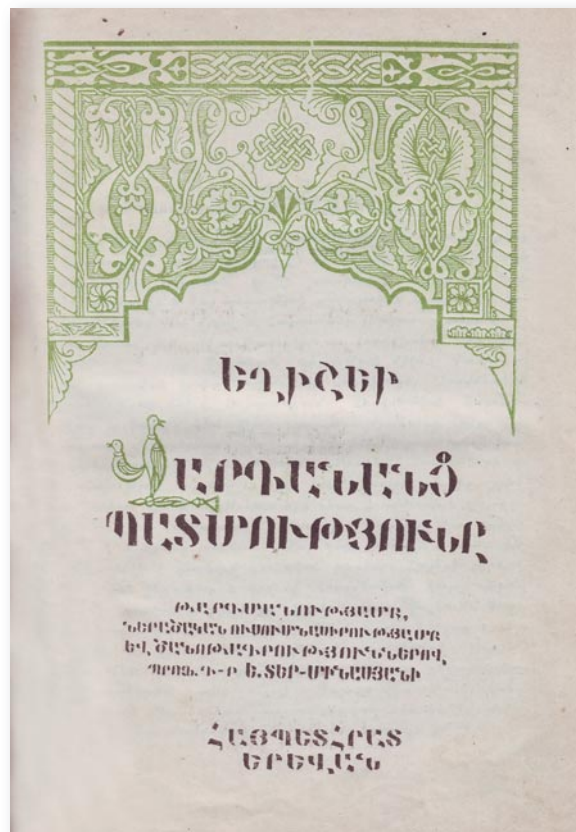 ԵՂԻՇԵԻ
ՎԱՐԴԱՆԱՆՑ
ՊԱՏՄՈՒԹՅՈՒՆԸ
ԹԱՐԳՄԱՆՈՒԹՅԱՄԲ,
ՆԵՐԱԾԱԿԱՆ ՈՒՍՈՒՄՆԱՍԻՐՈՒԹՅԱՄԲ
ԵՎ ԾԱՆՈԹԱԳՐՈՒԹՅՈՒՆՆԵՐՈՎ,
ՊՐՈՖ. Դ-Ր Ե. ՏԵՐ-ՄԻՆԱՍՅԱՆԻ
ՀԱՅՊԵՏՀՐԱՏ
ԵՐԵՎԱՆ